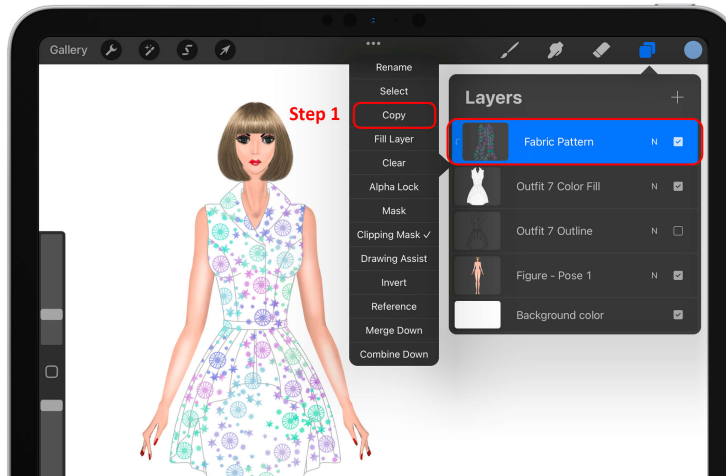 Gallery
Step 1
Rename
Select
Copy
Fill Layer
Clear
Alpha Lock
Mask
Clipping Mask ✓
Drawing Assist
Invert
Reference
Merge Down
Combine Down
Layers
Fabric Pattern N
Outfit 7 Color Fill N
Outfit 7 Outline N
Figure - Pose 1 N
Background color